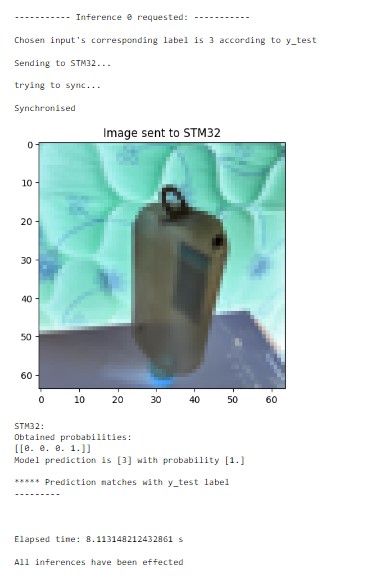 ----------- Inference 0 requested: -----------
Chosen input's corresponding label is 3 according to y_test
Sending to STM32...
trying to sync...
Synchronised
Image sent to STM32
0
10
20
30
40
50
60
0 10 20 30 40 50 60
STM32:
Obtained probabilities:
[[0. 0. 0. 1.]]
Model prediction is [3] with probability [1.]
***** Prediction matches with y_test label
---------
Elapsed time: 8.113148212432861 s
All inferences have been effected